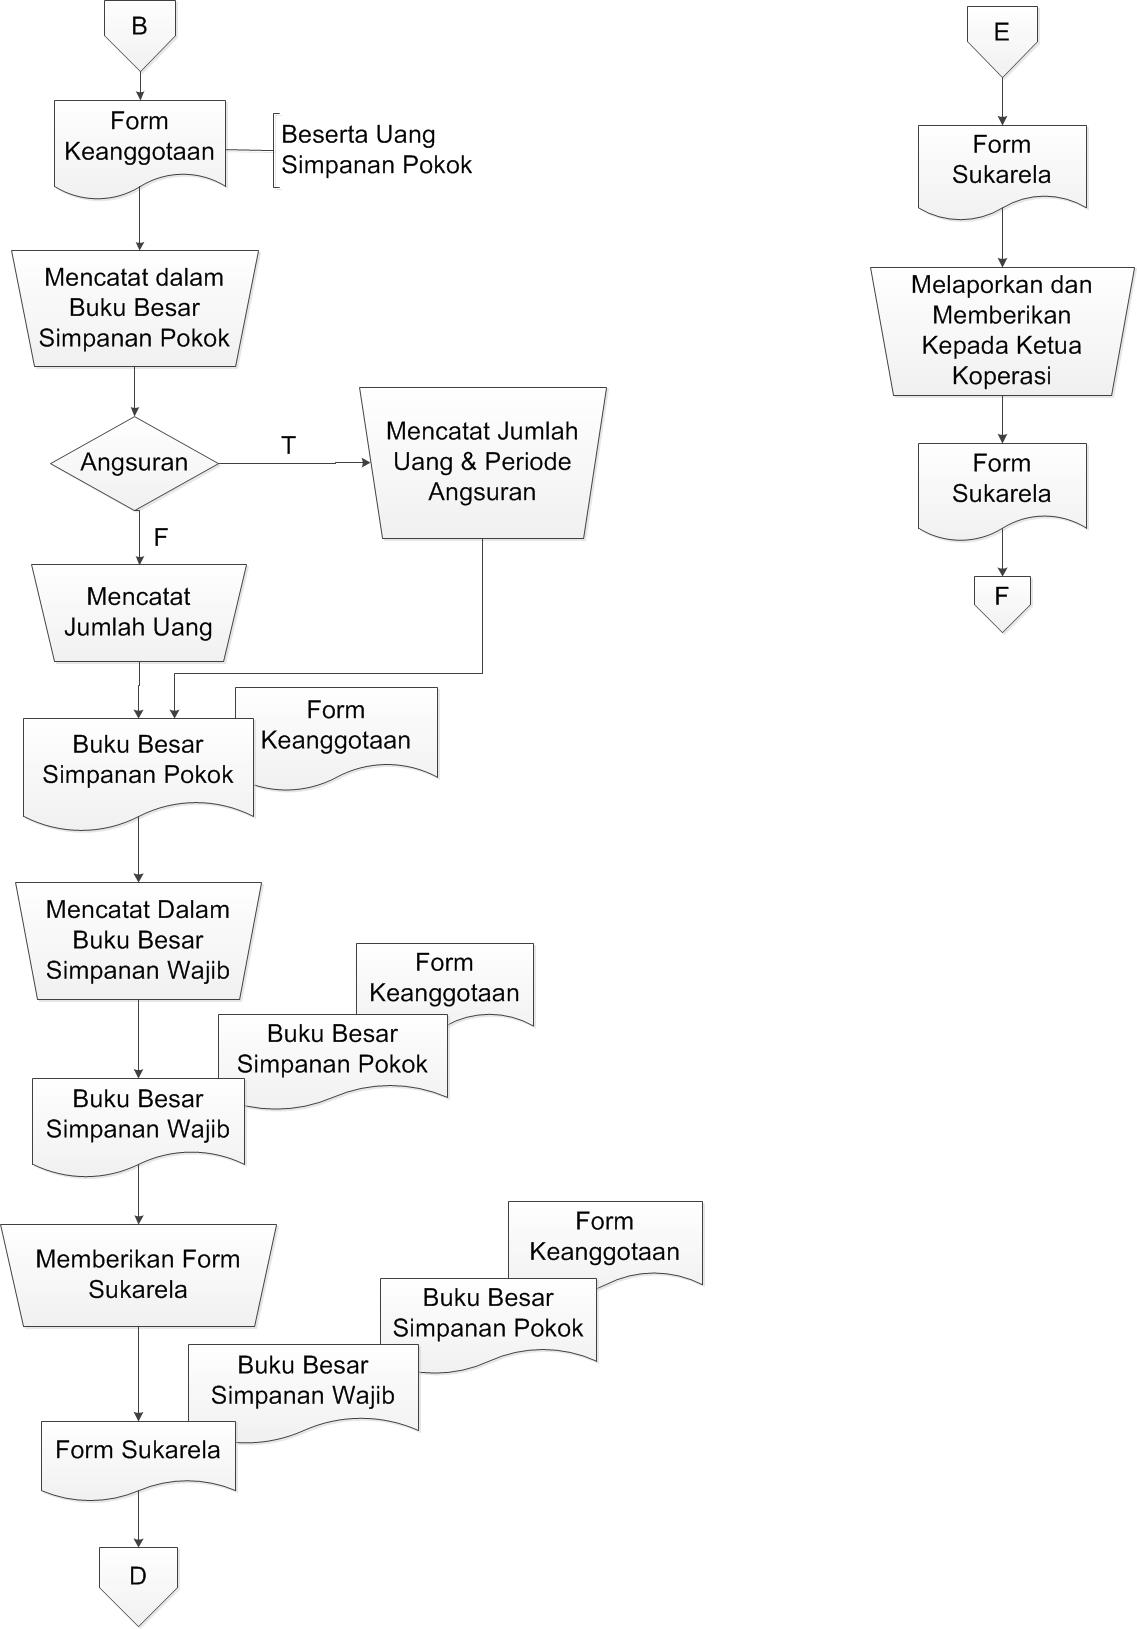 B
Form
Keanggotaan
Beserta Uang
Simpanan Pokok
Mencatat dalam
Buku Besar
Simpanan Pokok
Angsuran
T
Mencatat Jumlah
Uang & Periode
Angsuran
F
Mencatat
Jumlah Uang
Form
Keanggotaan
Buku Besar
Simpanan Pokok
Mencatat Dalam
Buku Besar
Simpanan Wajib
Form
Keanggotaan
Buku Besar
Simpanan Pokok
Buku Besar
Simpanan Wajib
Memberikan Form
Sukarela
Form
Keanggotaan
Buku Besar
Simpanan Pokok
Buku Besar
Simpanan Wajib
Form Sukarela
D
E
Form
Sukarela
Melaporkan dan
Memberikan
Kepada Ketua
Koperasi
Form
Sukarela
F